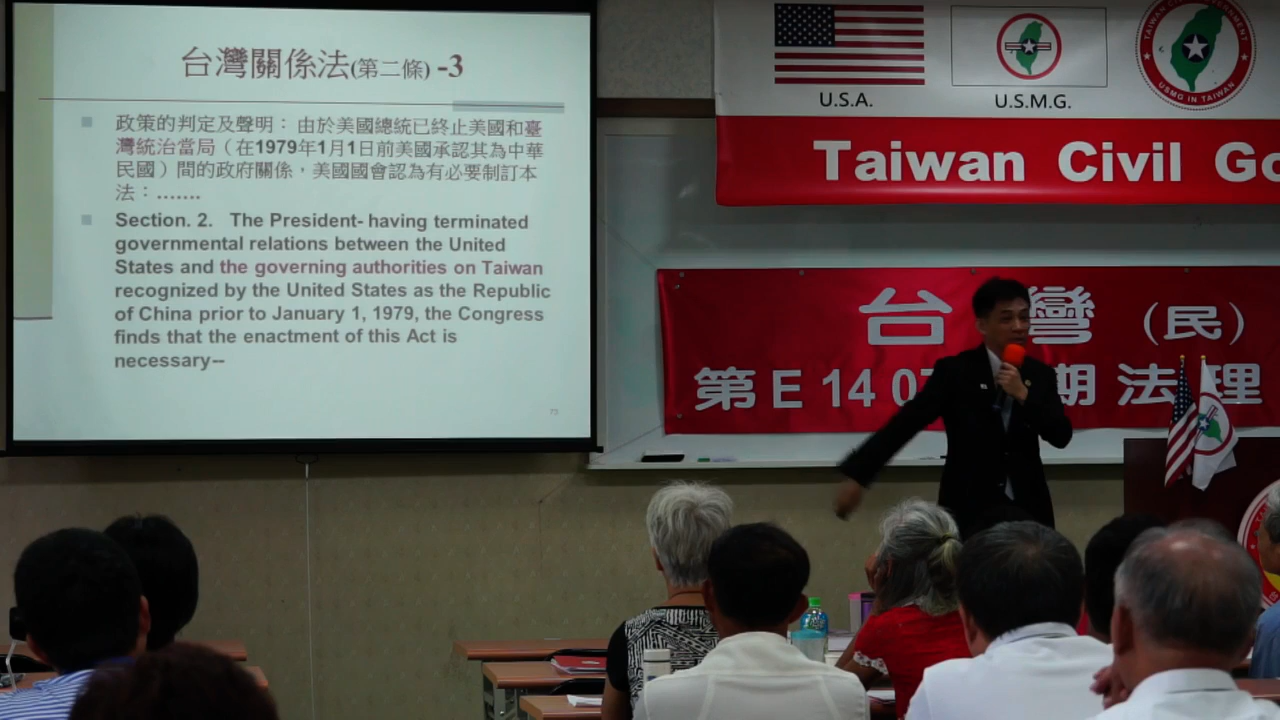 台灣關係法(第二條) -3
政策的判定及聲明： 由於美國總統已終止美國和臺
灣統治當局（在1979年1月1日前美國承認其為中華
民國）間的政府關係，美國國會認為有必要制訂本
法：…….
Section. 2. The President- having terminated
governmental relations between the United
States and the governing authorities on Taiwan
recognized by the United States as the Republic
of China prior to January 1, 1979, the Congress
finds that the enactment of this Act is
necessary--
73
U.S.A.
U.S.M.G.
USMG IN TAIWAN
Taiwan Civil Go
台灣（民）
第E 14 07 期 法 理